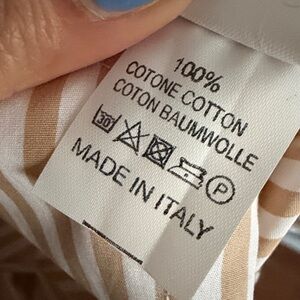 100%
COTONE COTTON
COTON BAUMWOLLE
30 P
MADE IN ITALY